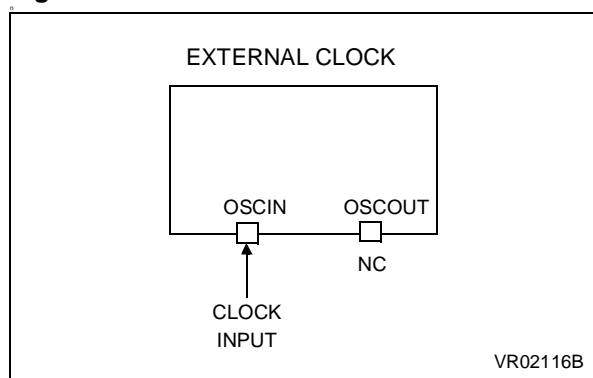 EXTERNAL CLOCK
OSCIN OSCOUT
NC
CLOCK
INPUT
VR02116B